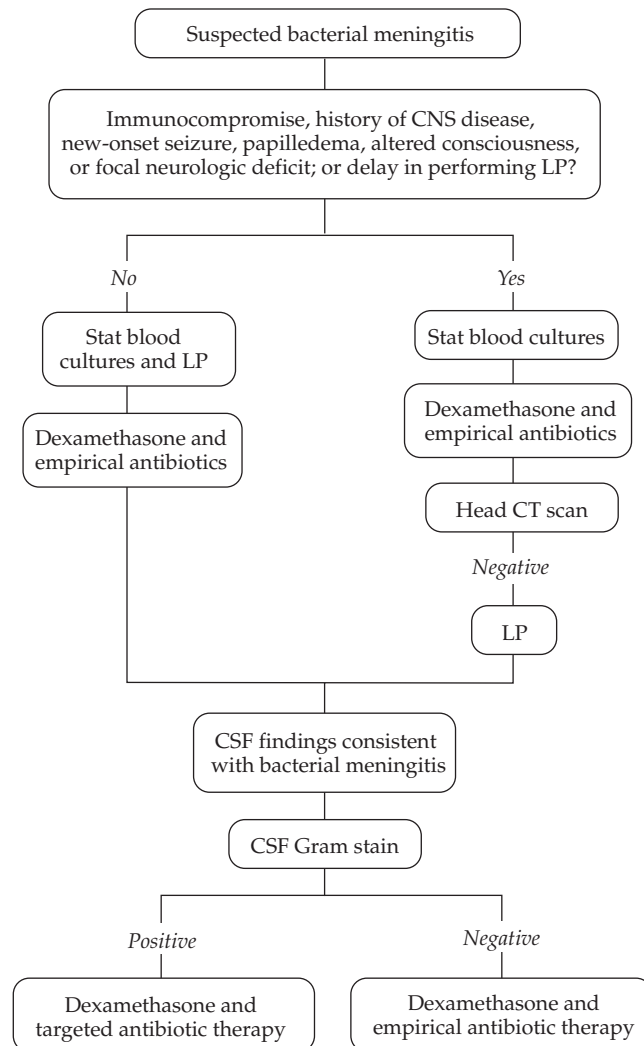 Suspected bacterial meningitis
Immunocompromise, history of CNS disease,
new-onset seizure, papilledema, altered consciousness,
or focal neurologic deficit; or delay in performing LP?
No
Yes
Stat blood
cultures and LP
Stat blood cultures
Dexamethasone and
empirical antibiotics
Dexamethasone and
empirical antibiotics
Head CT scan
Negative
LP
CSF findings consistent
with bacterial meningitis
CSF Gram stain
Positive
Negative
Dexamethasone and
targeted antibiotic therapy
Dexamethasone and
empirical antibiotic therapy